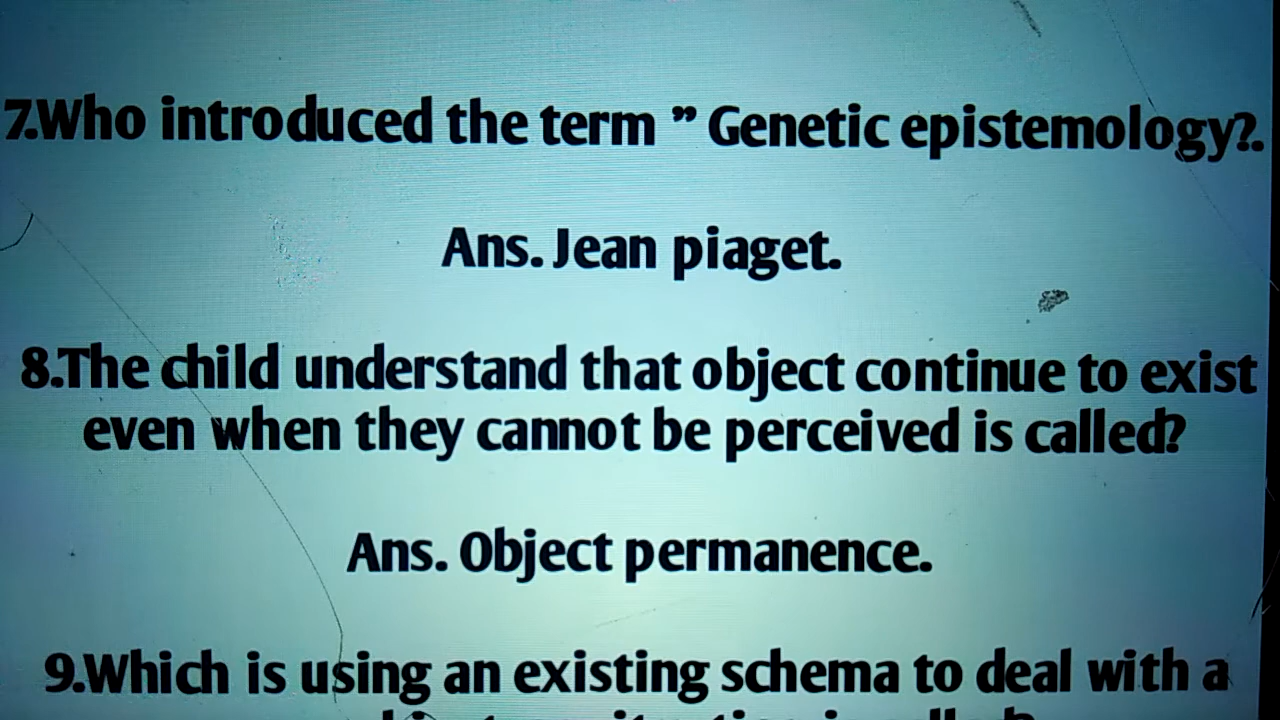 7.Who introduced the term ” Genetic epistemology?.
Ans. Jean piaget.
8.The child understand that object continue to exist
even when they cannot be perceived is called?
Ans. Object permanence.
9.Which is using an existing schema to deal with a